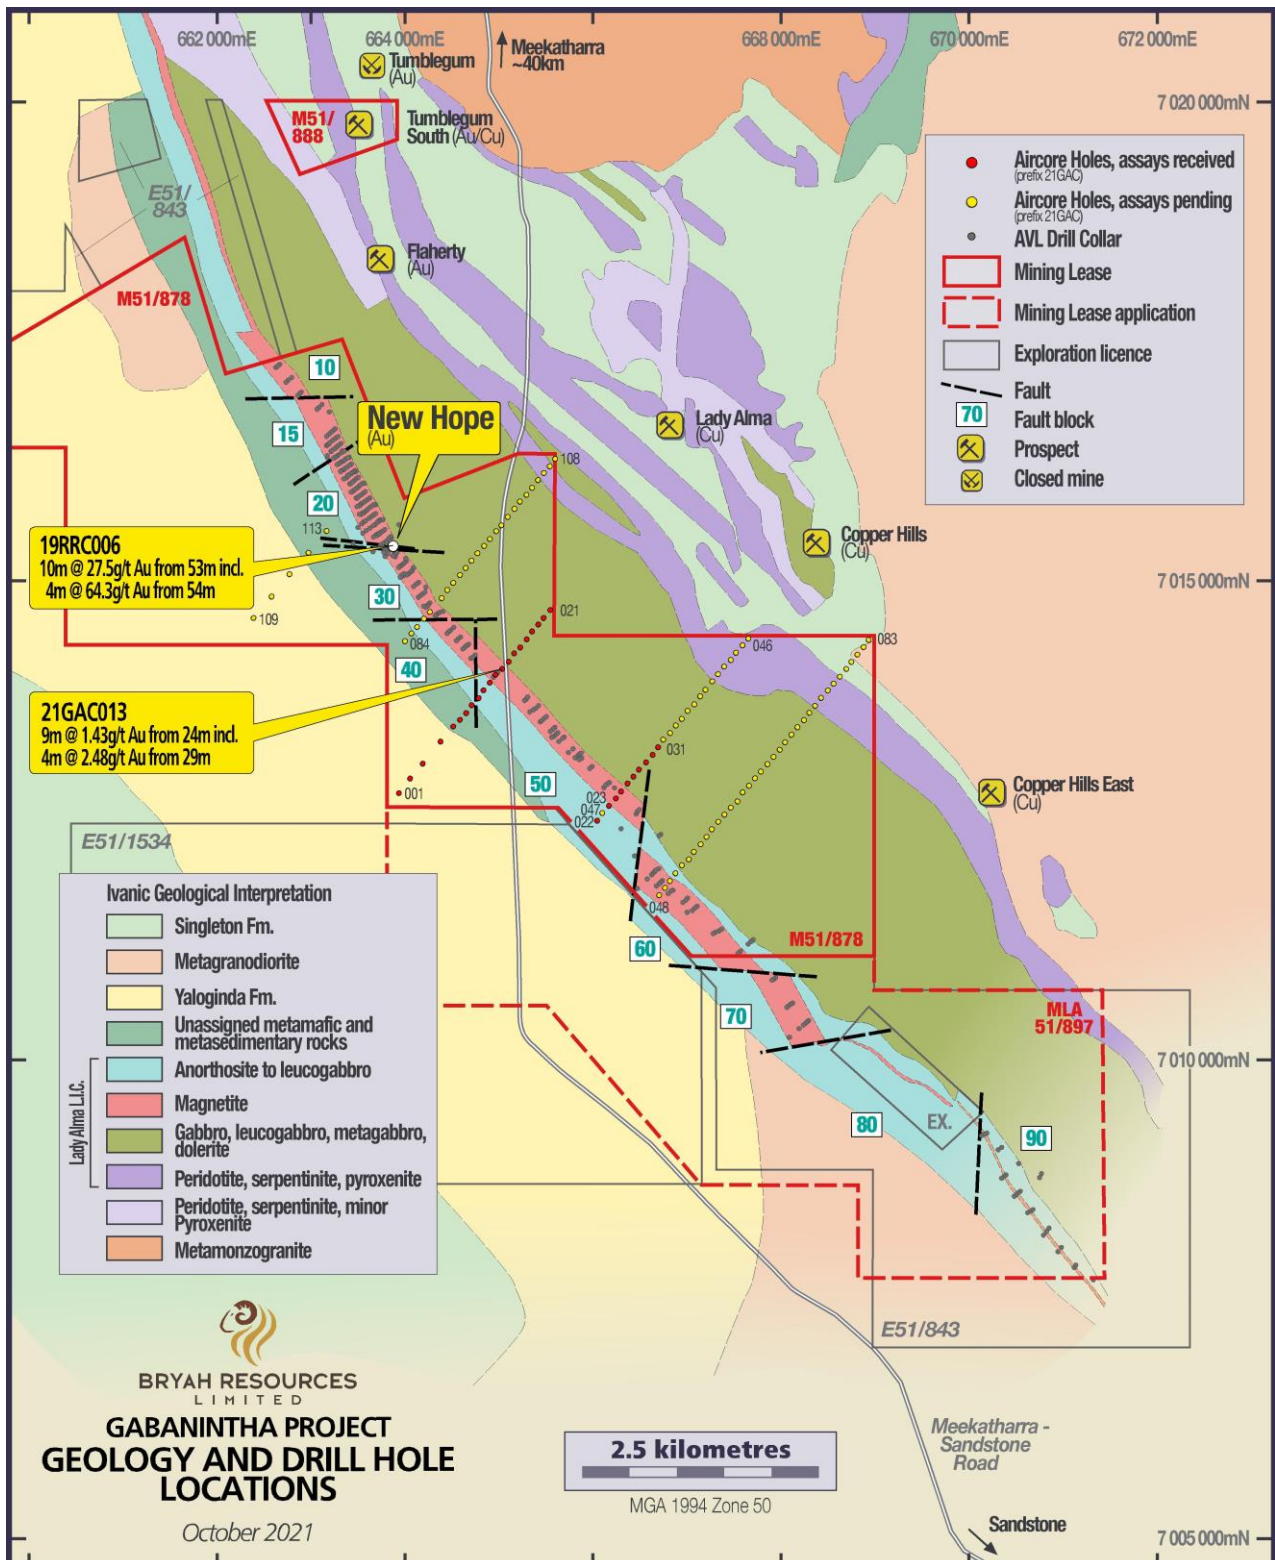 662 000mE
664 000mE
668 000mE
670 000mE
672 000mE
Meekatharra
~40km
Tumblegum
(Au)
7 020 000mN
M51/
888
Tumblegum
South (Au/Cu)
E51/
843
Flaherty
(Au)
M51/878
Aircore Holes, assays received
(prefix 21GAC)
Aircore Holes, assays pending
(prefix 21GAC)
AVL Drill Collar
Mining Lease
Mining Lease application
Exploration licence
Fault
70
Fault block
Prospect
Closed mine
10
15
New Hope
(Au)
Lady Alma
(Cu)
108
20
113
Copper Hills
(Cu)
19RRC006
10m @ 27.5g/t Au from 53m incl.
4m @ 64.3g/t Au from 54m
7 015 000mN
30
109
021
084
046
083
40
21GAC013
9m @ 1.43g/t Au from 24m incl.
4m @ 2.48g/t Au from 29m
031
50
001
023
047
022
Copper Hills East
(Cu)
E51/1534
048
60
M51/878
70
MLA
51/897
7 010 000mN
80
EX.
90
Ivanic Geological Interpretation
Singleton Fm.
Metagranodiorite
Yaloginda Fm.
Unassigned metamafic and
metasedimentary rocks
Lady Alma L.I.C.
Anorthosite to leucogabbro
Magnetite
Gabbro, leucogabbro, metagabbro,
dolerite
Peridotite, serpentinite, pyroxenite
Peridotite, serpentinite, minor
Pyroxenite
Metamonzogranite
E51/843
BRYAH RESOURCES
LIMITED
GABANINTHA PROJECT
GEOLOGY AND DRILL HOLE
LOCATIONS
October 2021
2.5 kilometres
MGA 1994 Zone 50
Meekatharra -
Sandstone
Road
Sandstone
7 005 000mN